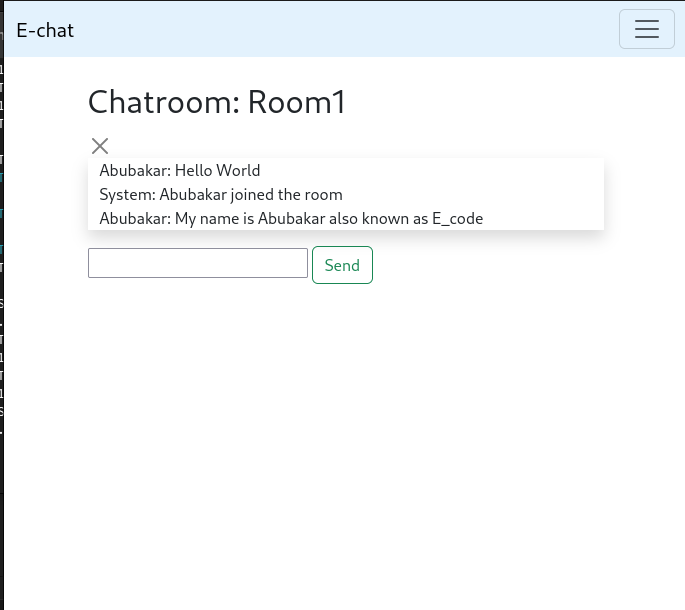 E-chat
Chatroom: Room1
Abubakar: Hello World
System: Abubakar joined the room
Abubakar: My name is Abubakar also known as E_code
Send